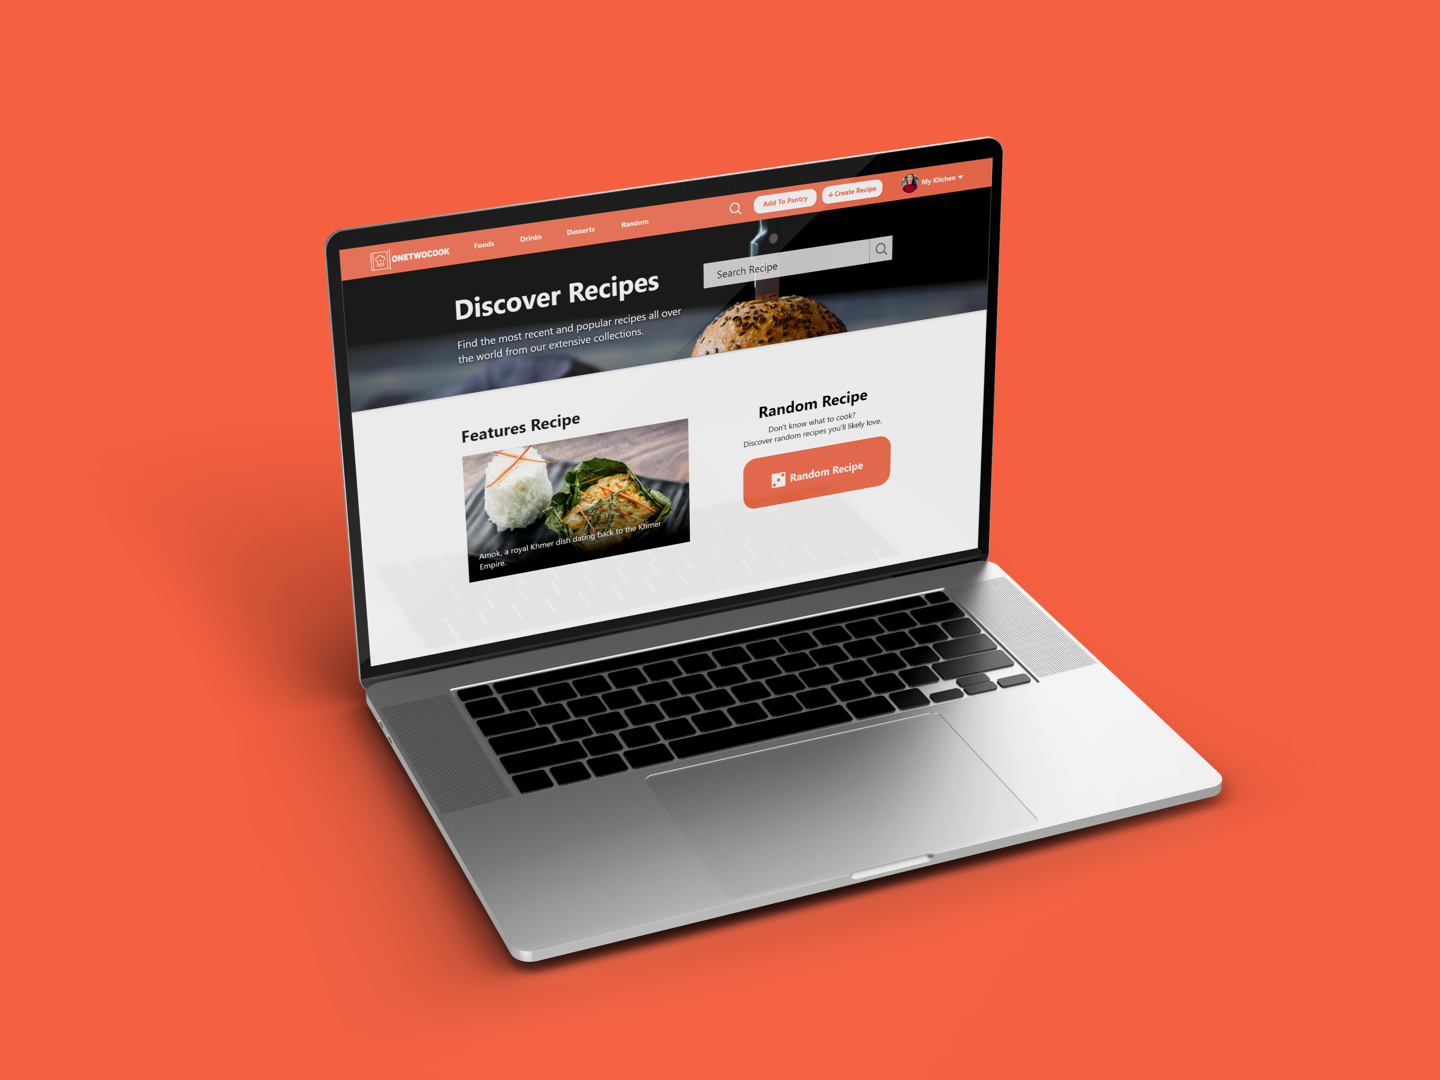 ONETWOCOOK
Foods
Drinks
Desserts
Random
Add To Pantry
+ Create Recipe
My Kitchen
Discover Recipes
Find the most recent and popular recipes all over
the world from our extensive collections.
Search Recipe
Features Recipe
Amok, a royal Khmer dish dating back to the Khmer
Empire.
Random Recipe
Don't know what to cook?
Discover random recipes you'll likely love.
Random Recipe